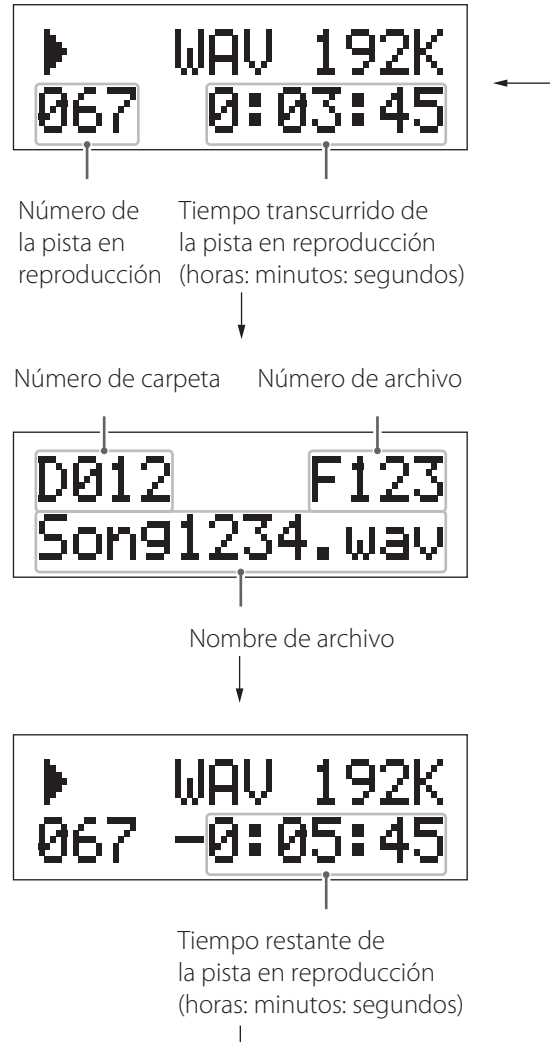 WAV 192K
067 0:03:45
Número de
la pista en
reproducción
Tiempo transcurrido de
la pista en reproducción
(horas: minutos: segundos)
Número de carpeta
Número de archivo
D012 F123
Song1234.wav
Nombre de archivo
WAV 192K
067 -0:05:45
Tiempo restante de
la pista en reproducción
(horas: minutos: segundos)